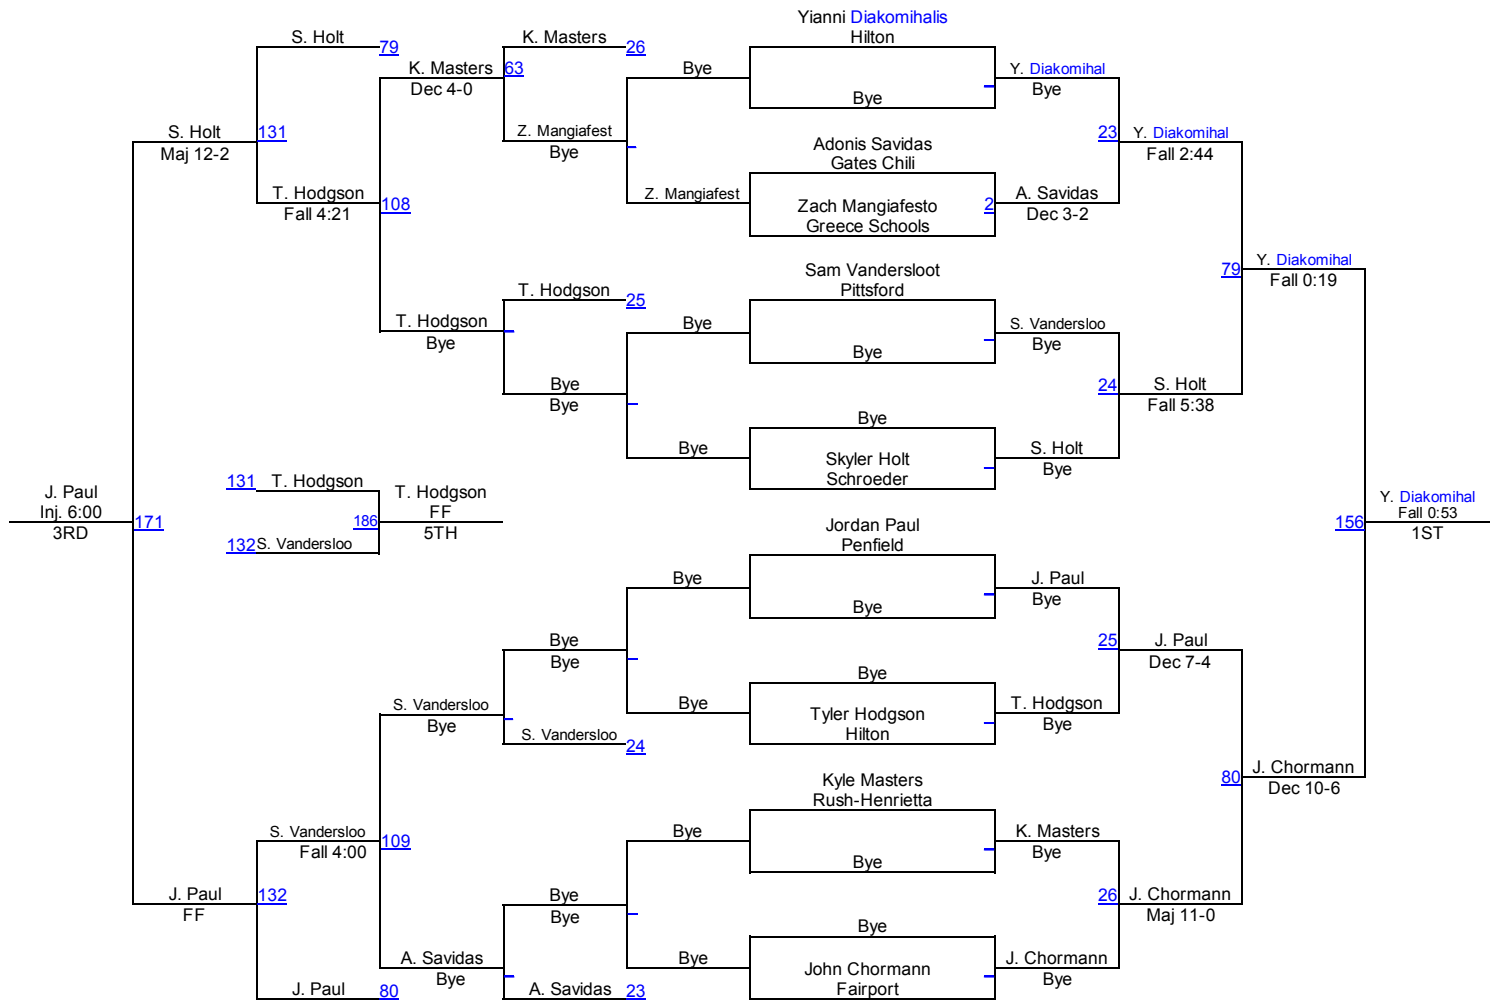 Yianni Diakomihalis
S. Holt
79
K. Masters
26
Hilton
K. Masters
63
Bye
Y. Diakomihal
Dec 4-0
Bye
Bye
S. Holt
131
Z. Mangiafest
23
Y. Diakomihal
Maj 12-2
Bye
Adonis Savidas
Fall 2:44
Gates Chili
T. Hodgson
Z. Mangiafest
A. Savidas
Fall 4:21
108
Zach Mangiafesto
2
Dec 3-2
Greece Schools
Y. Diakomihal
Sam Vandersloot
79
Fall 0:19
T. Hodgson
25
Pittsford
T. Hodgson
Bye
S. Vandersloo
Bye
Bye
Bye
Bye
24
S. Holt
Bye
Fall 5:38
Bye
Bye
S. Holt
Skyler Holt
Bye
131
T. Hodgson
Schroeder
J. Paul
T. Hodgson
Y. Diakomihal
Inj. 6:00
FF
Fall 0:53
171
186
156
3RD
5TH
Jordan Paul
1ST
132
S. Vandersloo
Penfield
Bye
J. Paul
Bye
Bye
Bye
25
J. Paul
Bye
Dec 7-4
Bye
S. Vandersloo
Bye
T. Hodgson
Bye
Tyler Hodgson
Bye
S. Vandersloo
24
Hilton
J. Chormann
Kyle Masters
80
Dec 10-6
Rush-Henrietta
S. Vandersloo
Bye
K. Masters
Fall 4:00
109
Bye
Bye
J. Paul
132
Bye
26
J. Chormann
FF
Bye
Maj 11-0
Bye
A. Savidas
Bye
J. Chormann
Bye
John Chormann
Bye
J. Paul
80
A. Savidas
23
Fairport